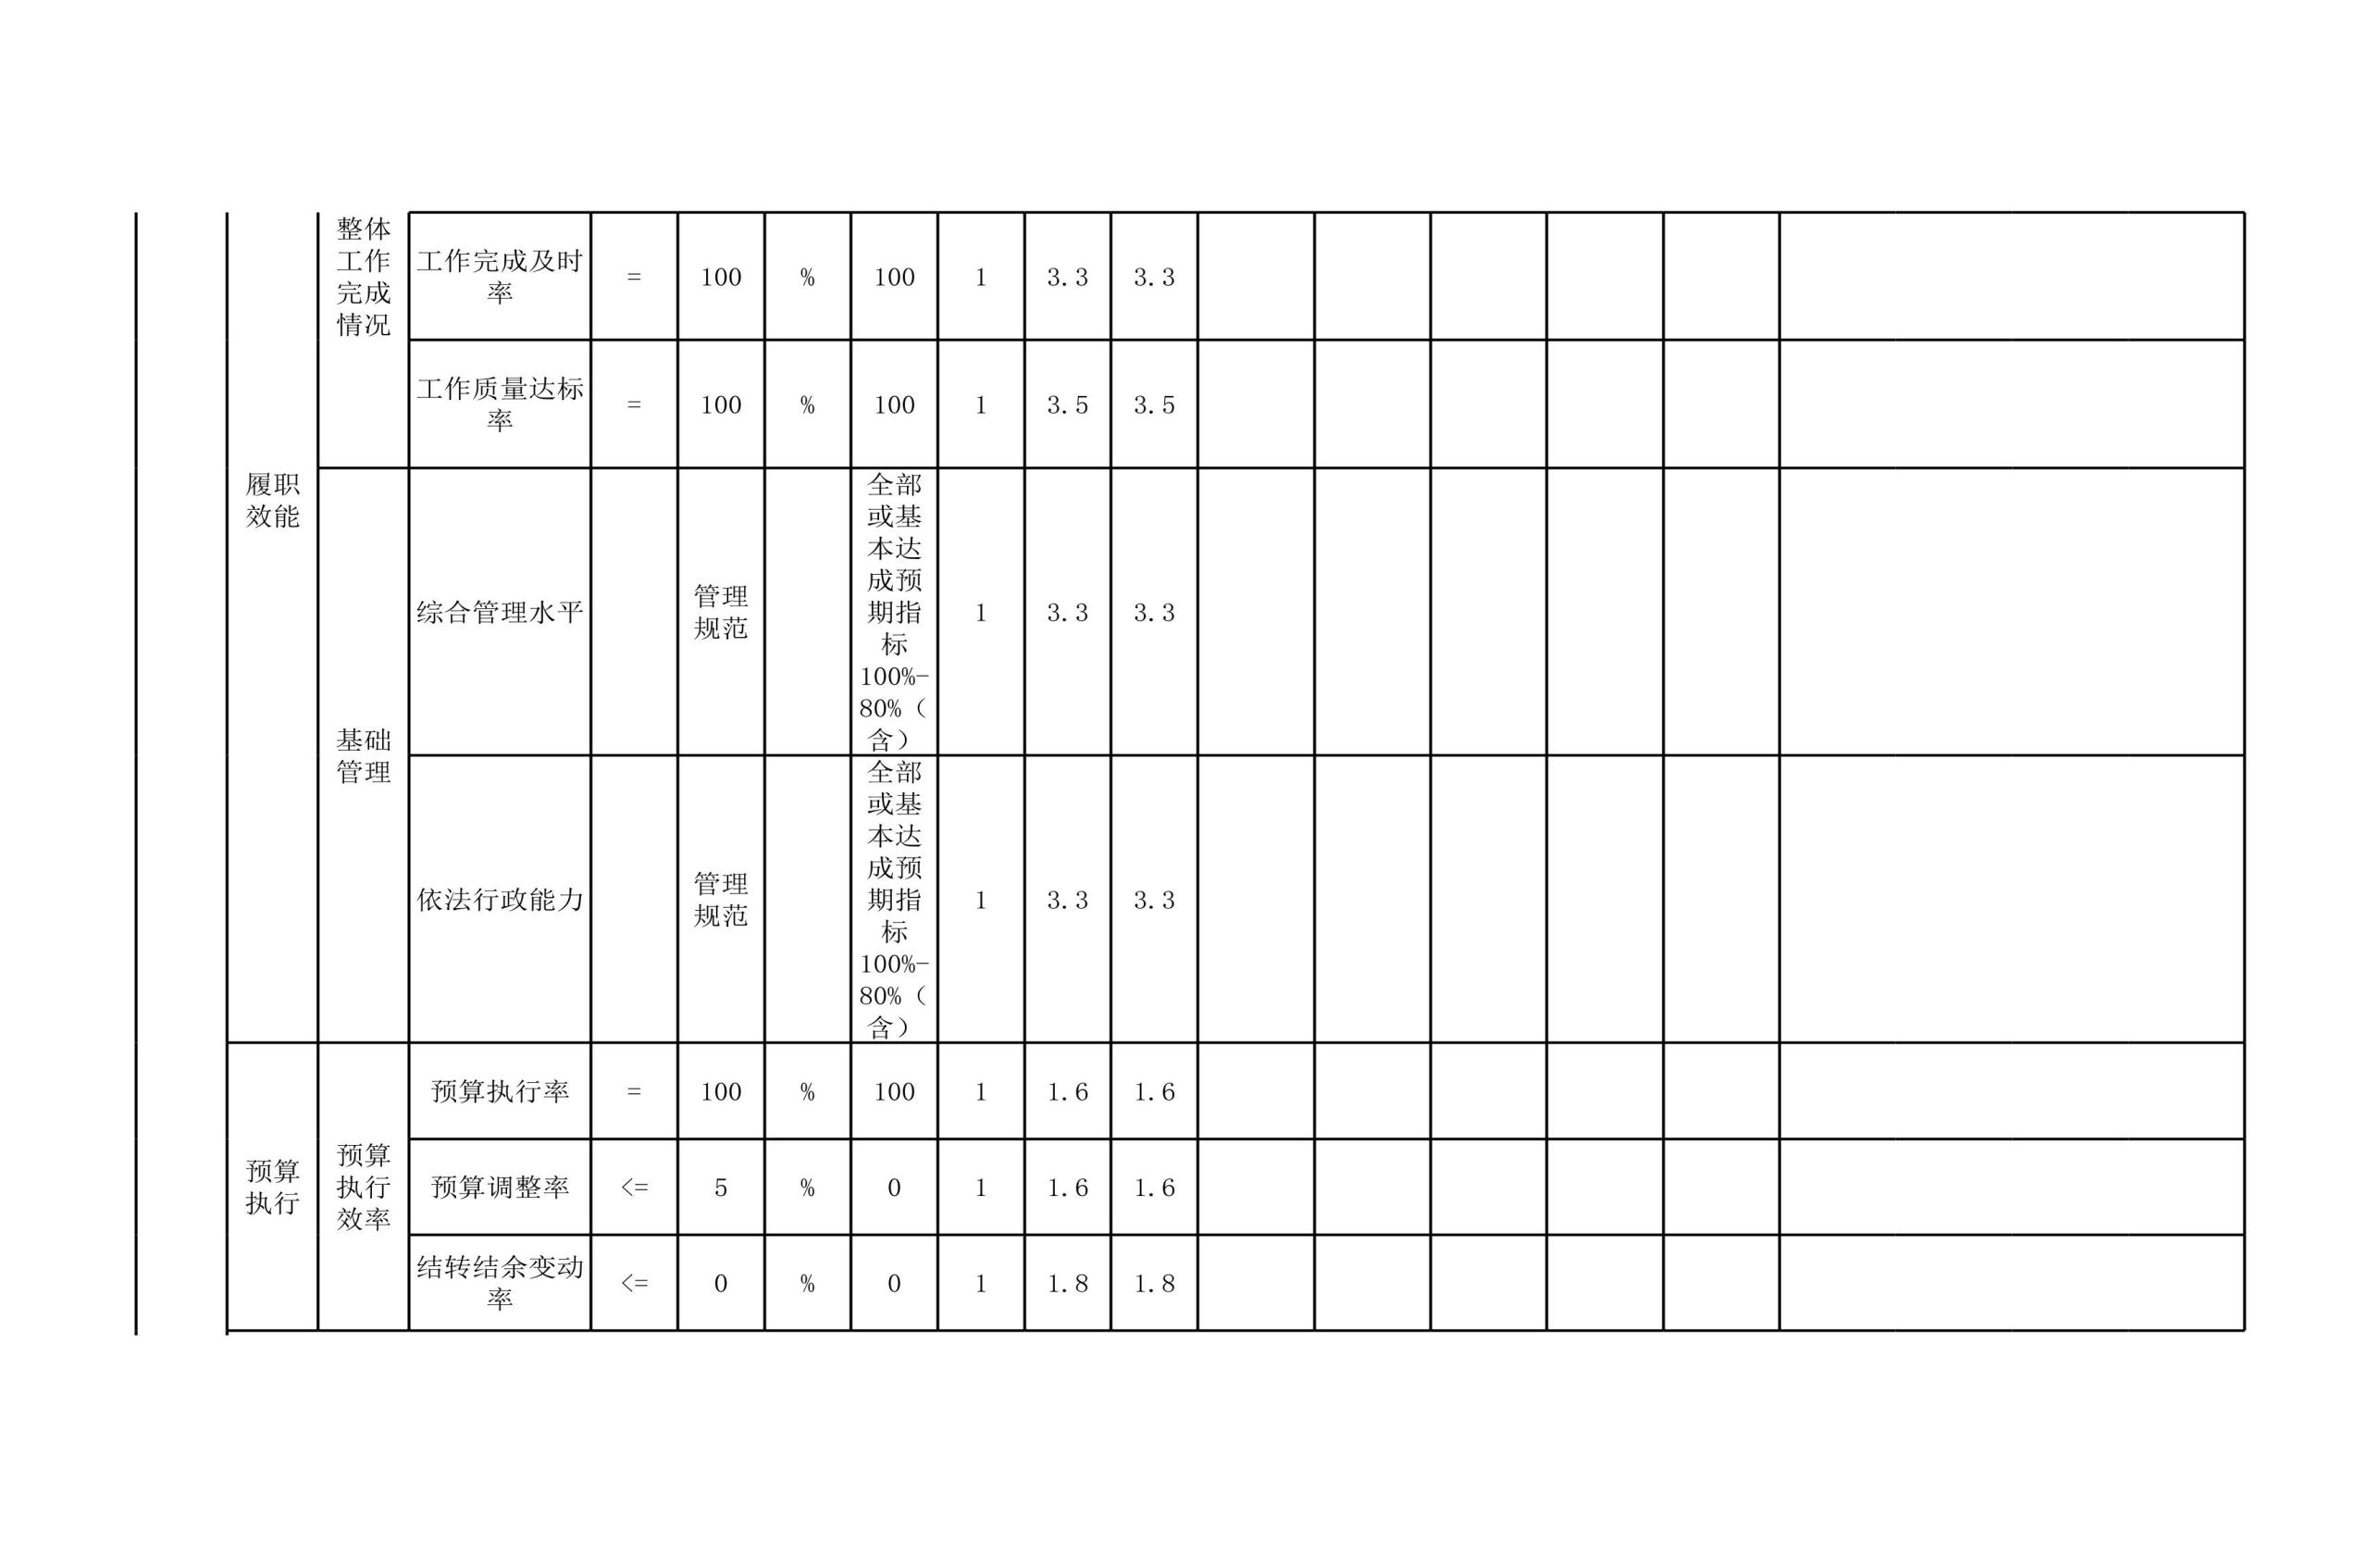 履职
效能
整体
工作
完成
情况
工作完成及时
率
=
100
%
100
1
3.3
3.3
工作质量达标
率
=
100
%
100
1
3.5
3.5
基础
管理
综合管理水平
管理
规范
全部
或基
本达
成预
期指
标
100%-
80%（
含）
1
3.3
3.3
依法行政能力
管理
规范
全部
或基
本达
成预
期指
标
100%-
80%（
含）
1
3.3
3.3
预算
执行
预算
执行
效率
预算执行率
=
100
%
100
1
1.6
1.6
预算调整率
<=
5
%
0
1
1.6
1.6
结转结余变动
率
<=
0
%
0
1
1.8
1.8